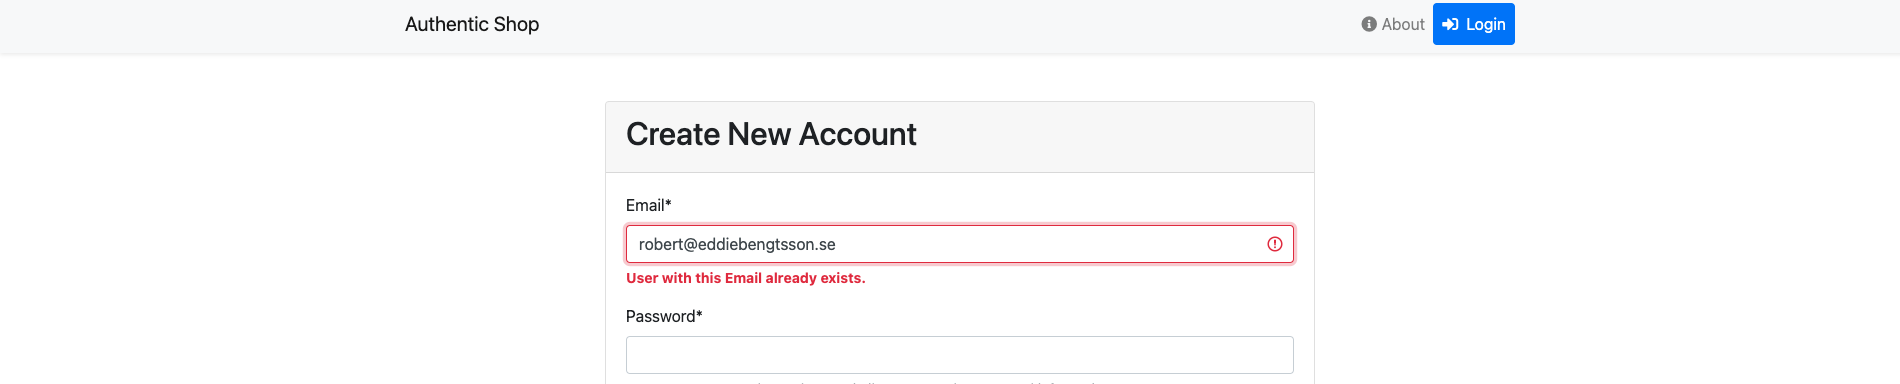 Authentic Shop
About
Login
Create New Account
Email*
robert@eddiebengtsson.se
User with this Email already exists.
Password*